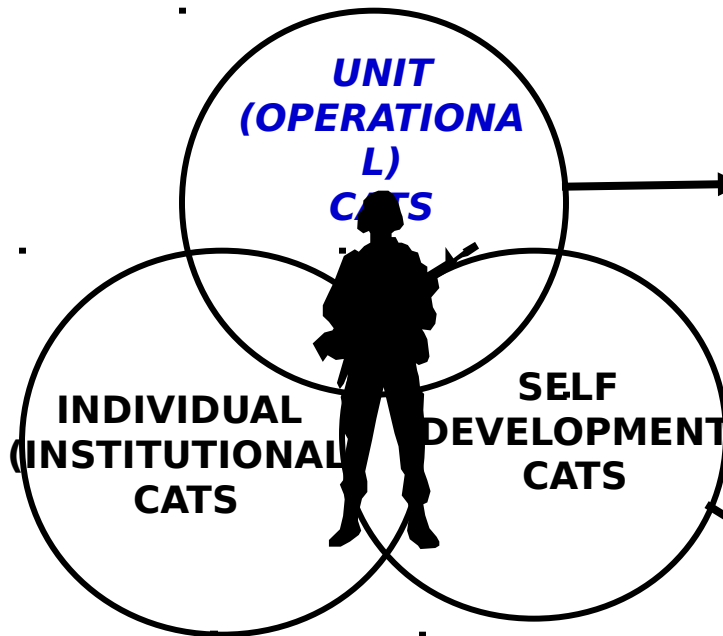 UNIT
(OPERATIONA
L)
CATS
INDIVIDUAL
(INSTITUTIONAL
CATS
SELF
DEVELOPMENT
CATS